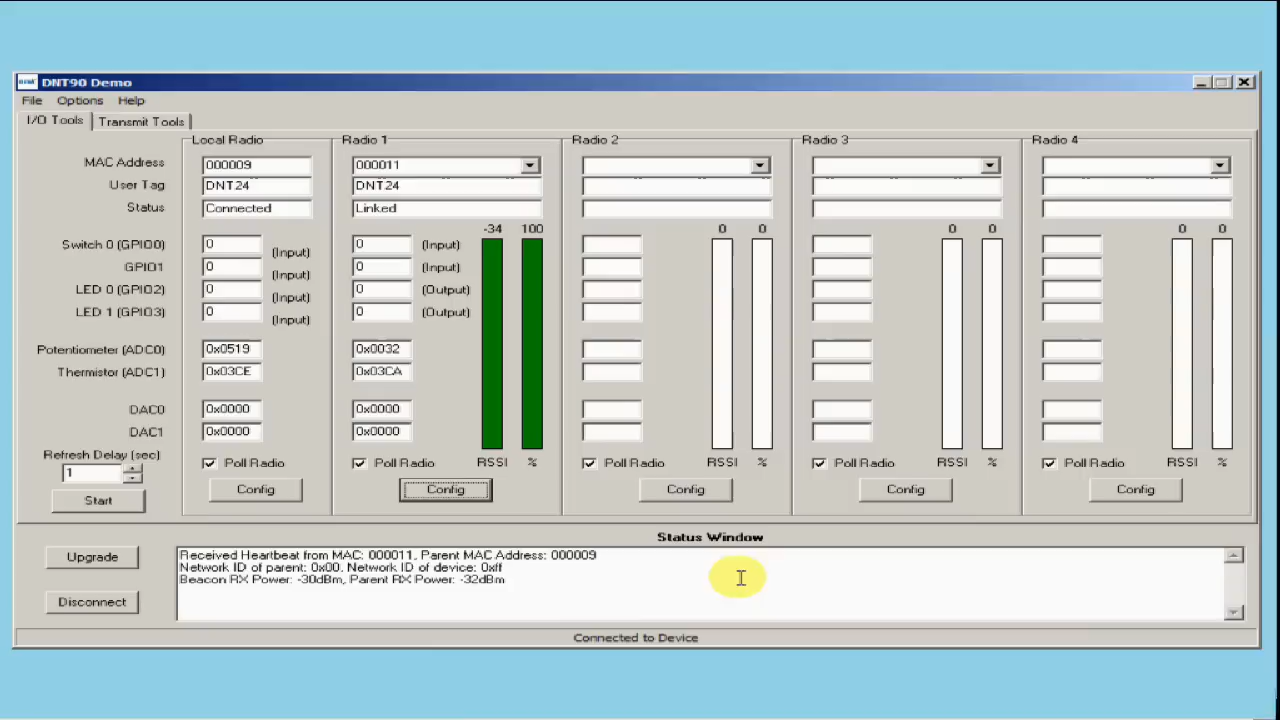 DNT90 Demo
File Options Help
I/O Tools Transmit Tools
Local Radio Radio 1 Radio 2 Radio 3 Radio 4
MAC Address 000009 000011
User Tag DNT24 DNT24
Status Connected Linked
-34 100 0 0 0 0 0 0
Switch 0 (GPIO0) 0 (Input) 0 (Input)
GPIO1 0 (Input) 0 (Input)
LED 0 (GPIO2) 0 (Input) 0 (Output)
LED 1 (GPIO3) 0 (Input) 0 (Output)
Potentiometer (ADC0) 0x0519 0x0032
Thermistor (ADC1) 0x03CE 0x03CA
DAC0 0x0000 0x0000
DAC1 0x0000 0x0000
Refresh Delay (sec)
1
Poll Radio Poll Radio RSSI % Poll Radio RSSI % Poll Radio RSSI % Poll Radio RSSI %
Start Config Config Config Config Config
Status Window
Upgrade
Received Heartbeat from MAC: 000011, Parent MAC Address: 000009
Network ID of parent: 0x00, Network ID of device: 0xff
Beacon RX Power: -30dBm, Parent RX Power: -32dBm
Disconnect
Connected to Device